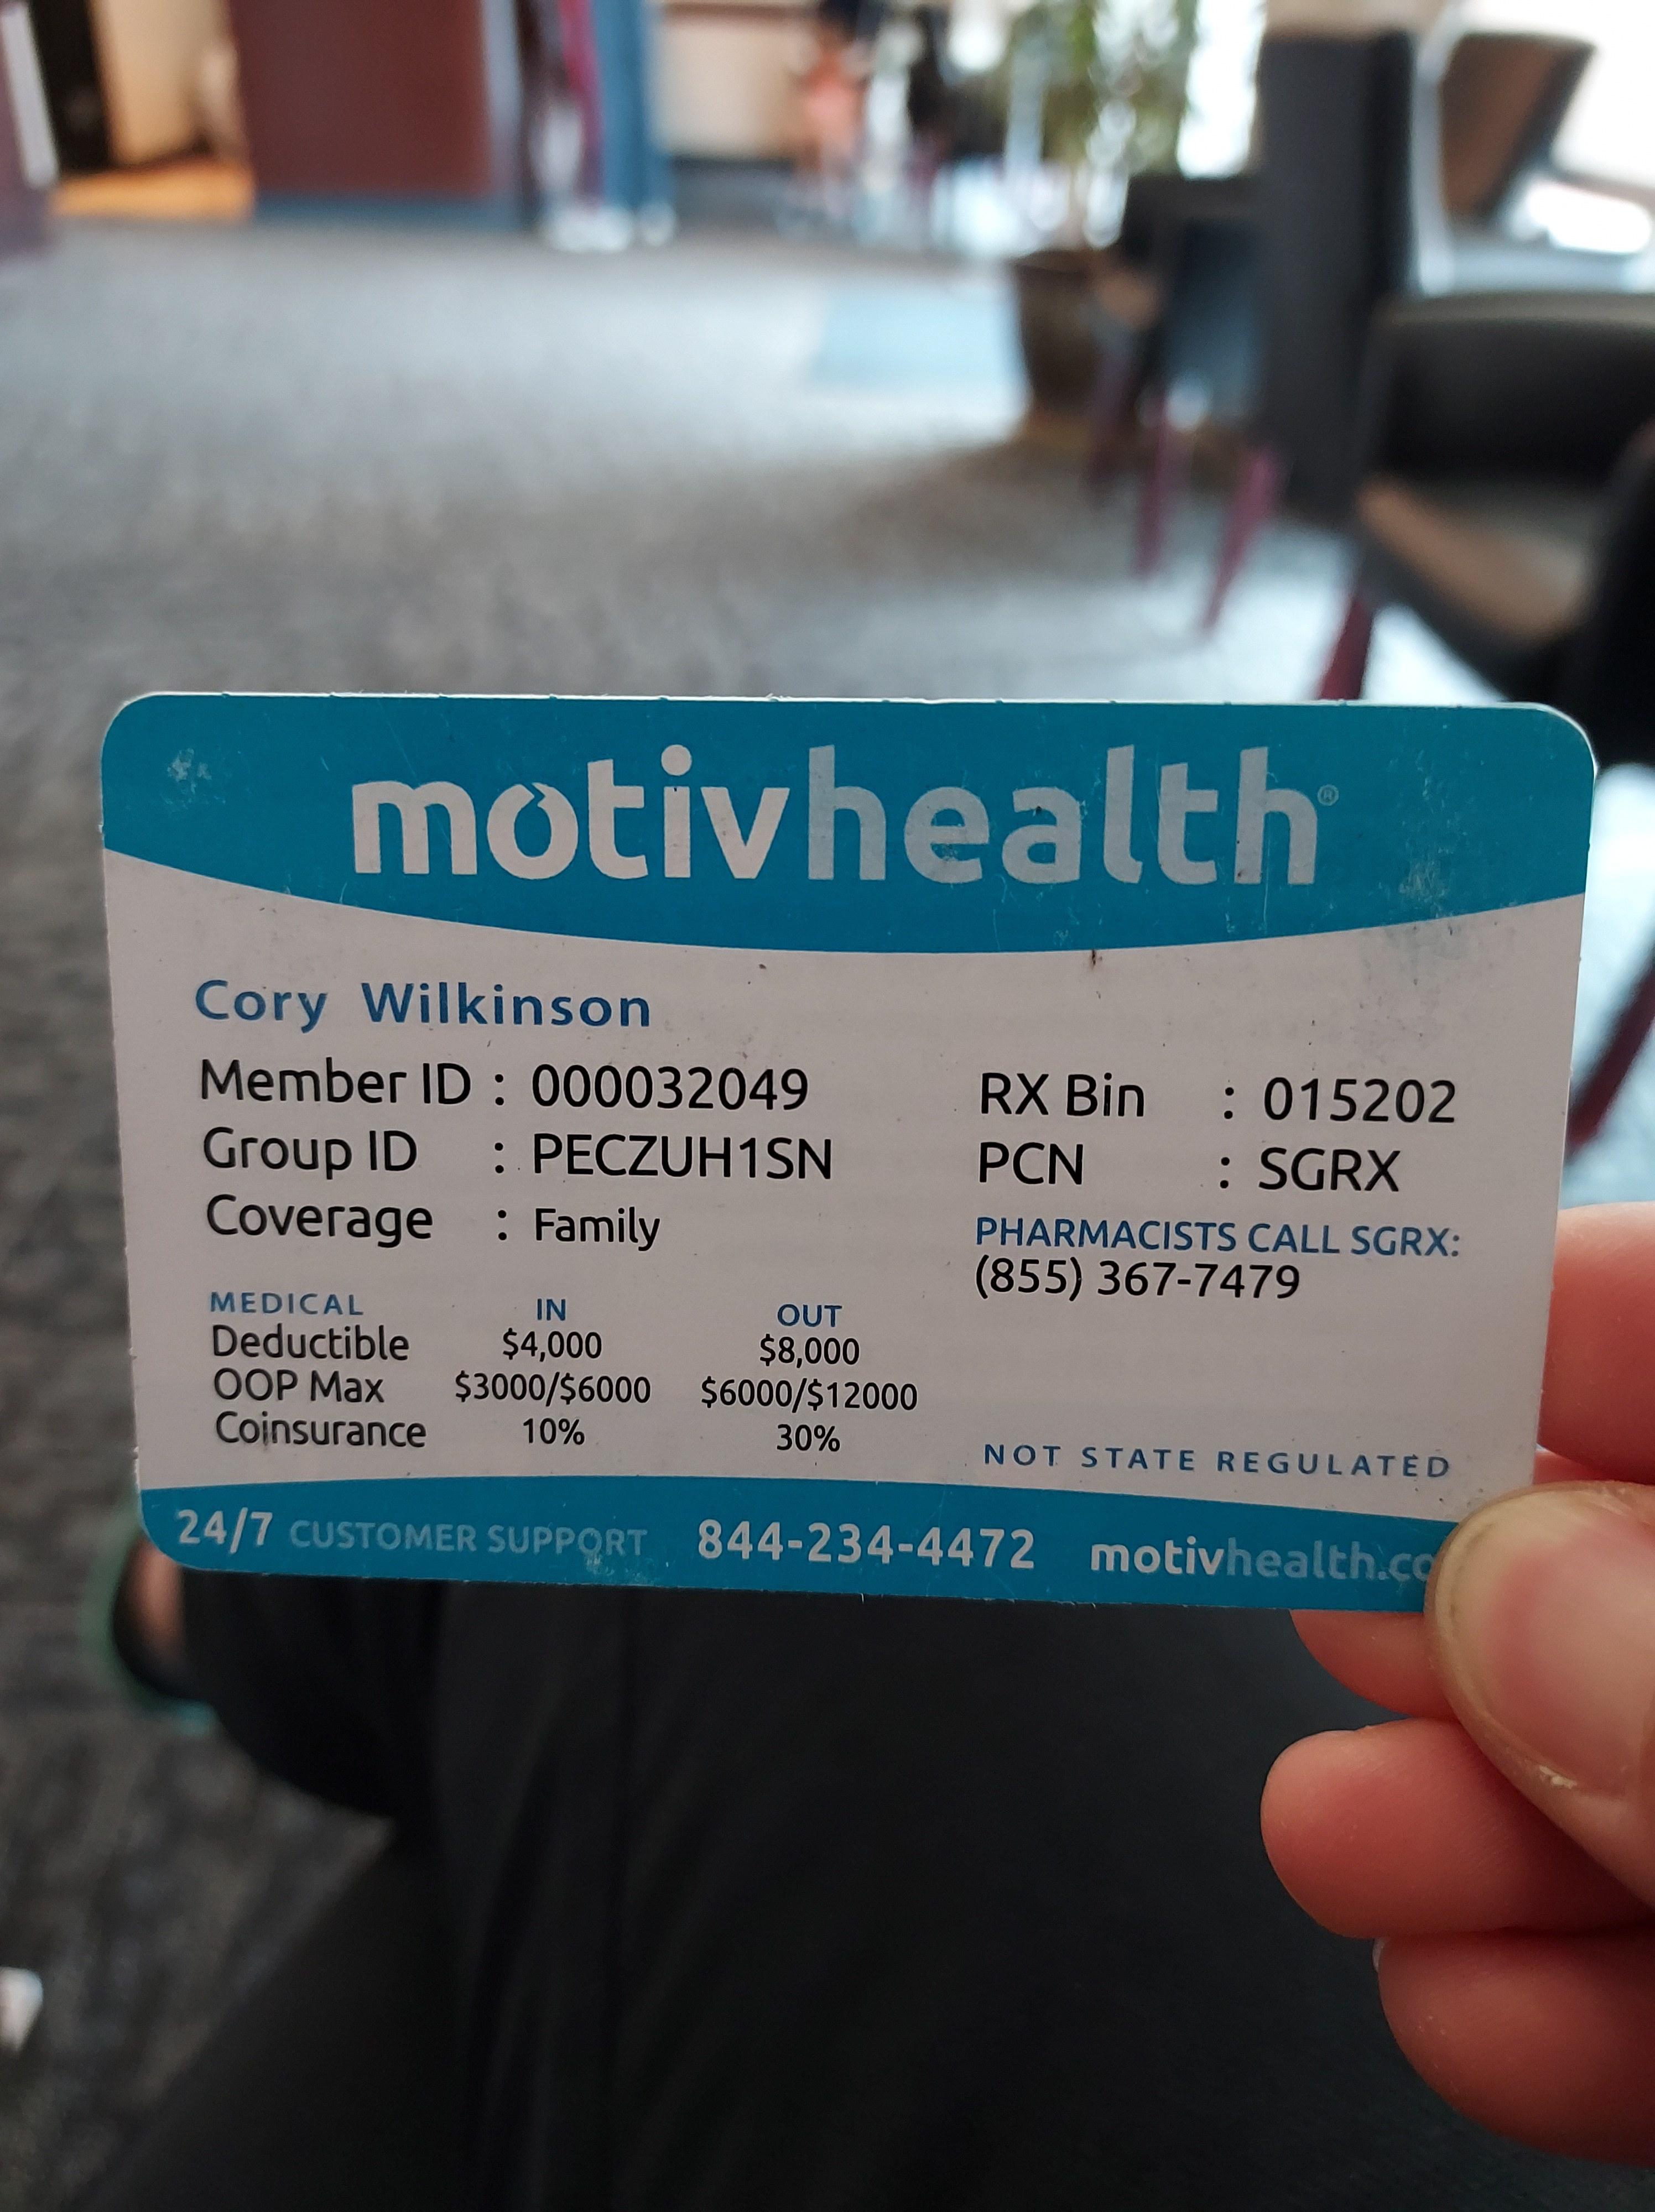 motivhealth®
Cory Wilkinson
Member ID : 000032049
Group ID : PECZUH1SN
Coverage : Family
RX Bin : 015202
PCN : SGRX
PHARMACISTS CALL SGRX:
(855) 367-7479
MEDICAL IN OUT
Deductible $4,000 $8,000
OOP Max $3000/$6000 $6000/$12000
Coinsurance 10% 30%
NOT STATE REGULATED
24/7 CUSTOMER SUPPORT 844-234-4472 motivhealth.co